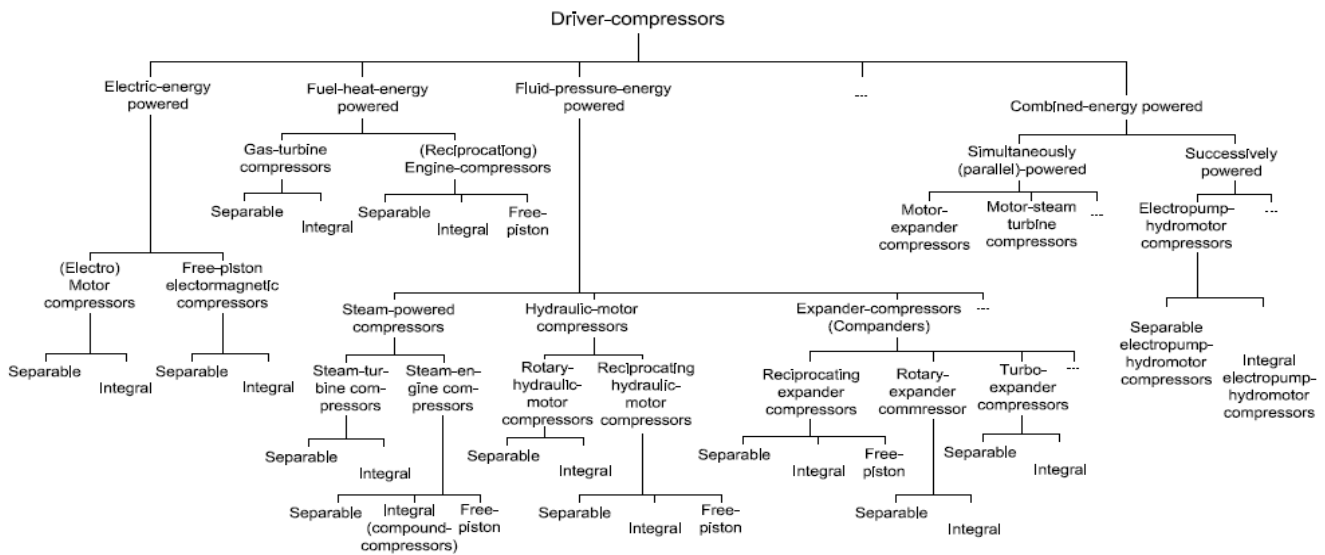 Driver-compressors
Electric-energy
powered
Fuel-heat-energy
powered
Fluid-pressure-energy
powered
---
Combined-energy powered
Gas-turbine
compressors
(Reciprocationg)
Engine-compressors
Simultaneously
(parallel)-powered
Successively
powered
Separable
Integral
Separable
Integral
Free-
piston
Motor-
expander
compressors
Motor-steam
turbine
compressors
---
Electropump-
hydromotor
compressors
---
(Electro)
Motor
compressors
Free-piston
electormagnetic
compressors
Steam-powered
compressors
Hydraulic-motor
compressors
Expander-compressors
(Companders)
---
Separable
electropump-
hydromotor
compressors
Integral
electropump-
hydromotor
compressors
Separable
Integral
Separable
Integral
Steam-tur-
bine com-
pressors
Steam-en-
gine com-
pressors
Rotary-
hydraulic-
motor
compressors
Reciprocating
hydraulic-
motor
compressors
Reciprocating
expander
compressors
Rotary-
expander
commressor
Turbo-
expander
compressors
---
Separable
Integral
Separable
Integral
Separable
Integral
Free-
piston
Separable
Integral
Separable
Integral
(compound-
compressors)
Free-
piston
Separable
Integral
Free-
piston
Separable
Integral